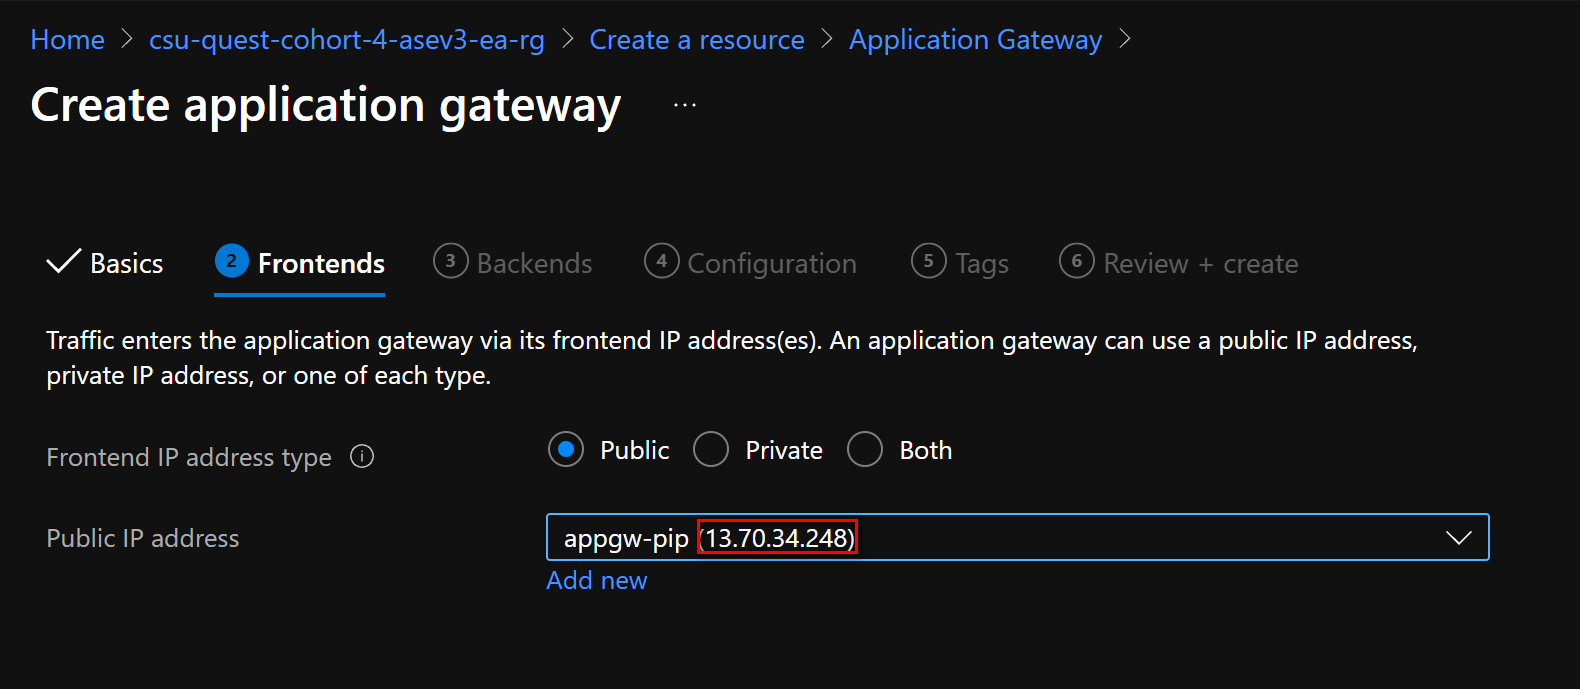 Home > csu-quest-cohort-4-asev3-ea-rg > Create a resource > Application Gateway >
Create application gateway ...
Basics 2 Frontends 3 Backends 4 Configuration 5 Tags 6 Review + create
Traffic enters the application gateway via its frontend IP address(es). An application gateway can use a public IP address,
private IP address, or one of each type.
Frontend IP address type Public Private Both
Public IP address appgw-pip (13.70.34.248)
Add new